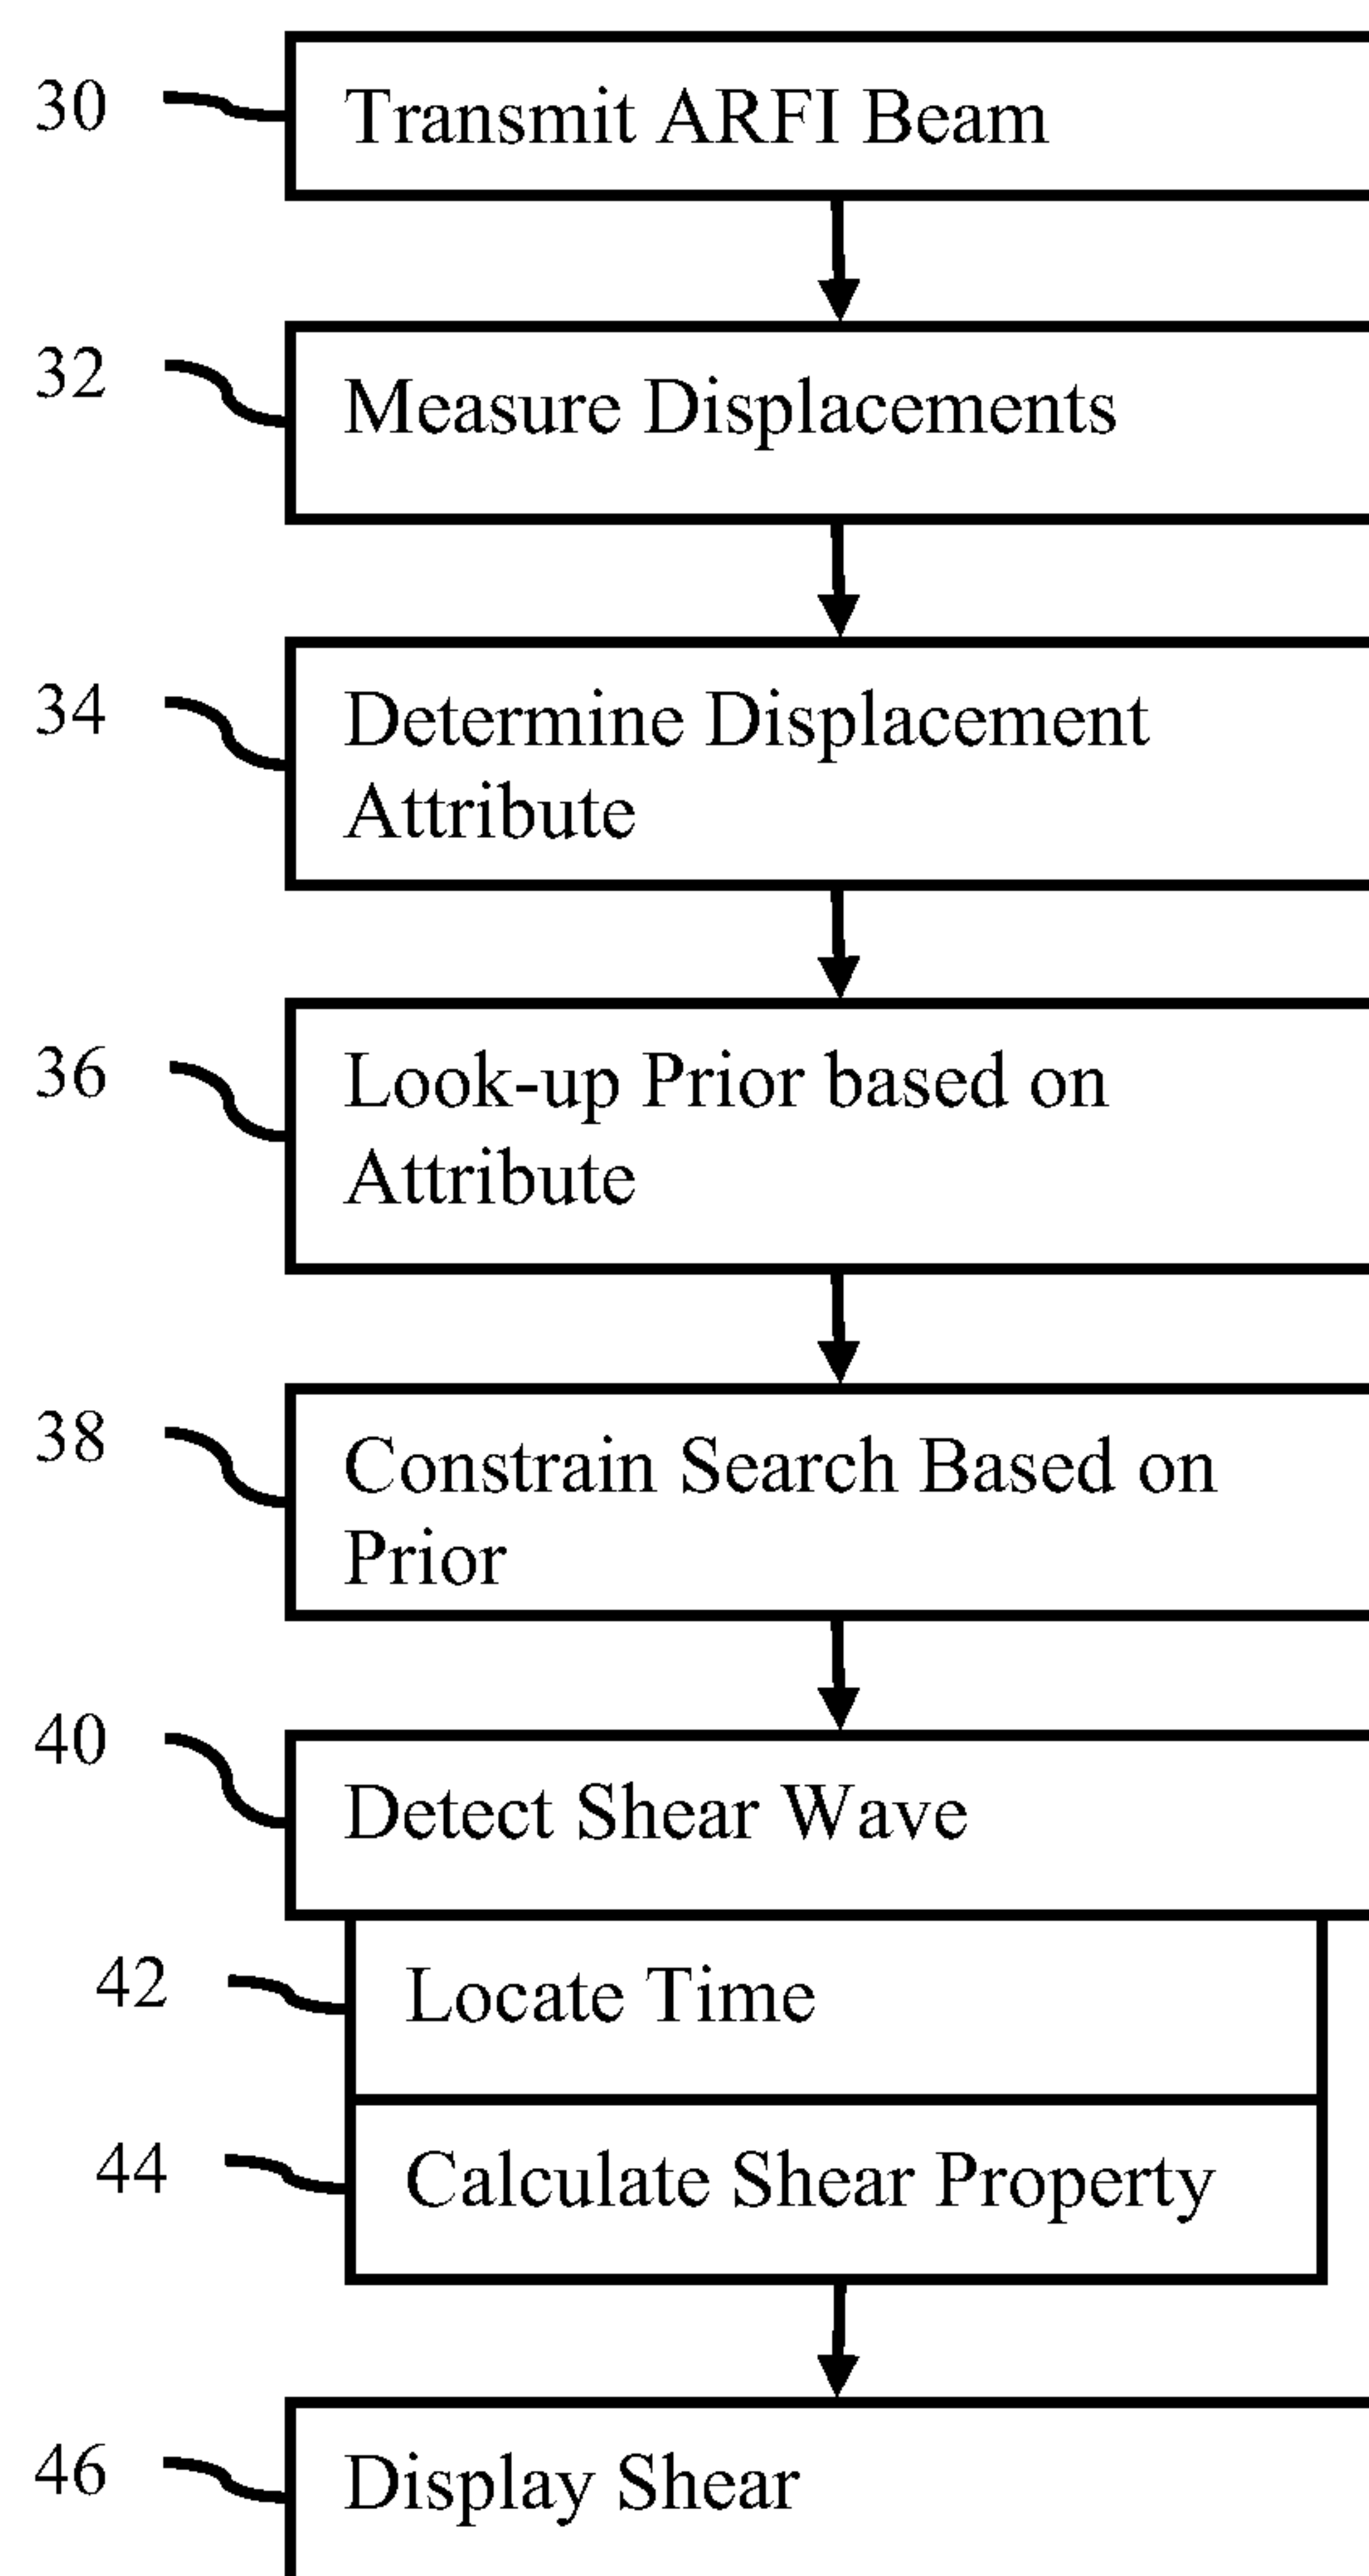 30 Transmit ARFI Beam
32 Measure Displacements
34 Determine Displacement
Attribute
36 Look-up Prior based on
Attribute
38 Constrain Search Based on
Prior
40 Detect Shear Wave
42 Locate Time
44 Calculate Shear Property
46 Display Shear